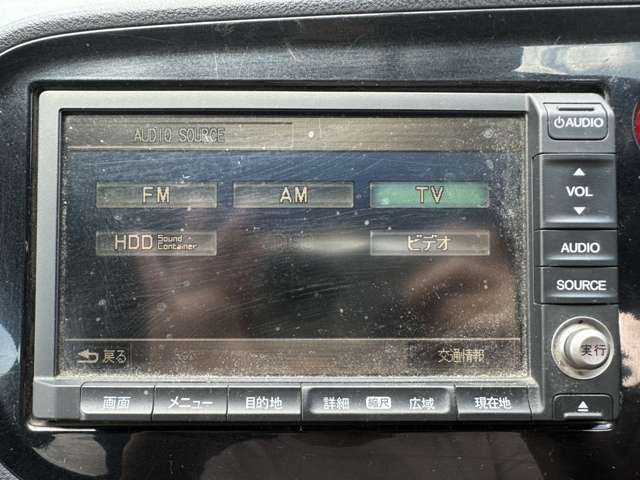 AUDIO SOURCE
FM AM TV
HDD Sound Container ビデオ
戻る 交通情報
画面 メニュー 目的地 詳細 縮尺 広域 現在地
AUDIO
VOL
AUDIO
SOURCE
実行